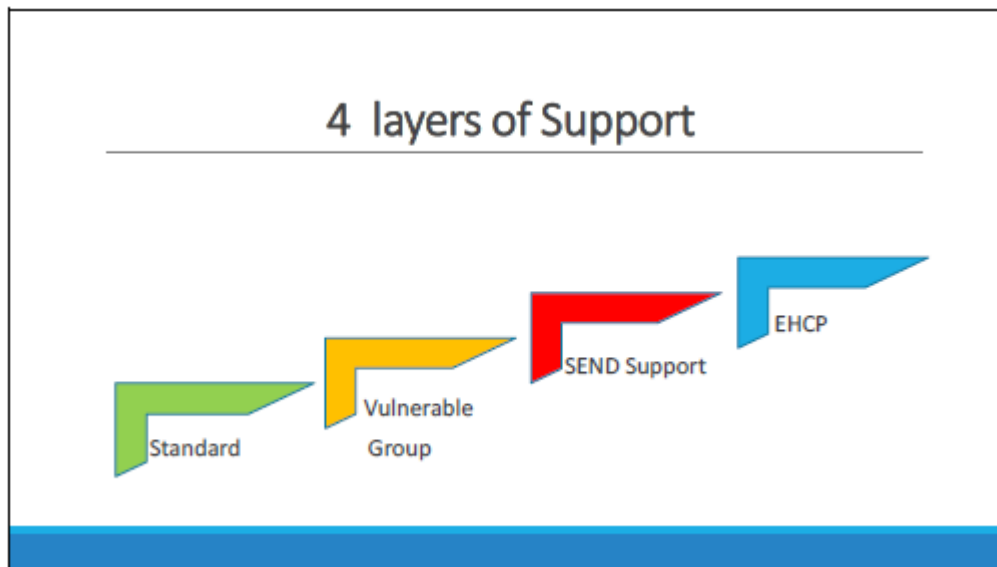 4 layers of Support
EHCP
SEND Support
Vulnerable
Group
Standard